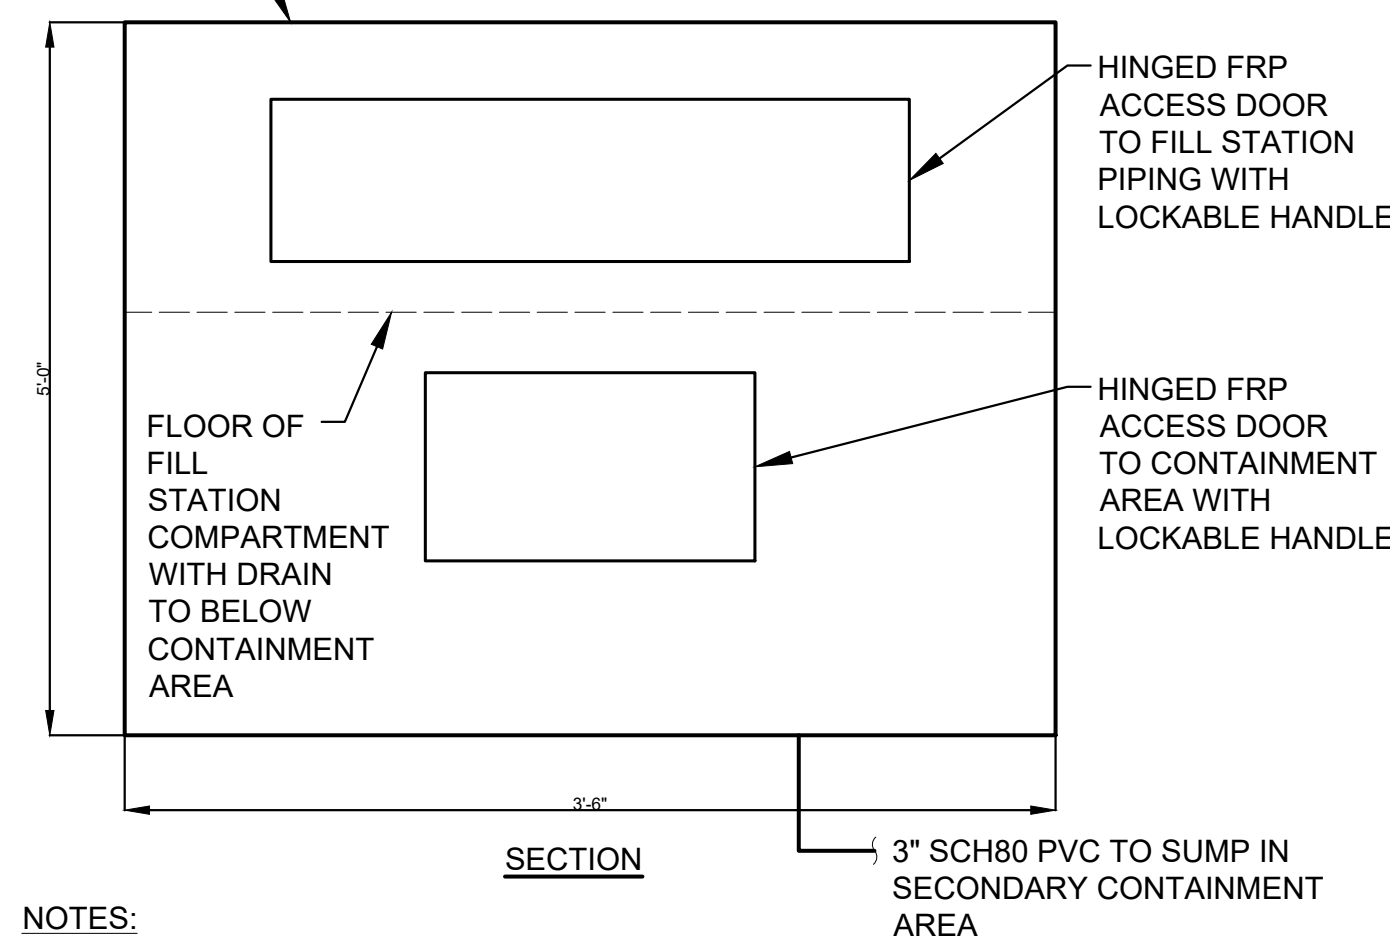 HINGED FRP
ACCESS DOOR
TO FILL STATION
PIPING WITH
LOCKABLE HANDLE
5'-0"
FLOOR OF
FILL
STATION
COMPARTMENT
WITH DRAIN
TO BELOW
CONTAINMENT
AREA
HINGED FRP
ACCESS DOOR
TO CONTAINMENT
AREA WITH
LOCKABLE HANDLE
3'-6"
SECTION
3" SCH80 PVC TO SUMP IN
SECONDARY CONTAINMENT
AREA
NOTES: